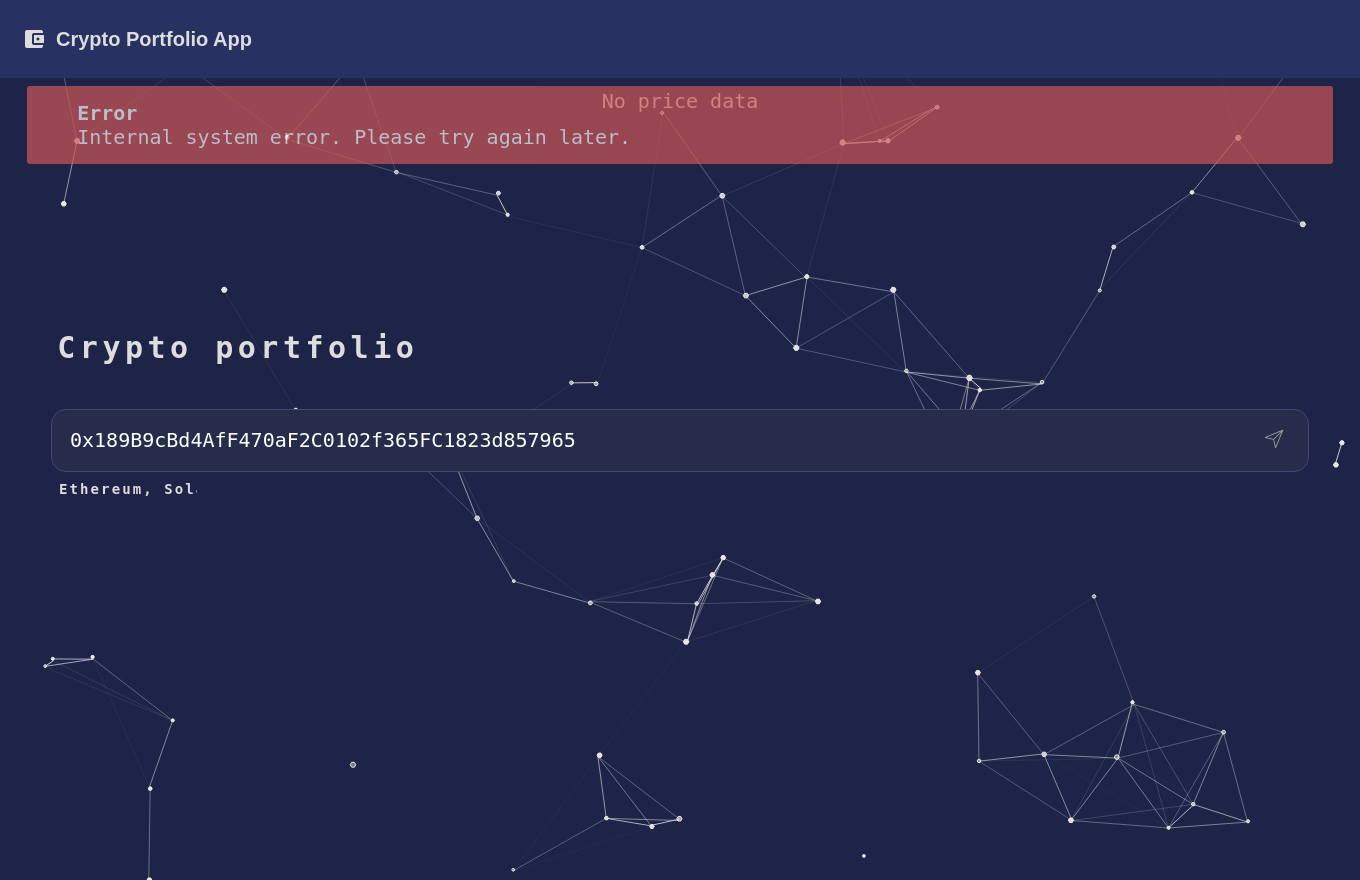 Crypto Portfolio App
No price data
Error
Internal system error. Please try again later.
Crypto portfolio
0x189B9cBd4AfF470aF2C0102f365FC1823d857965
Ethereum, Sol